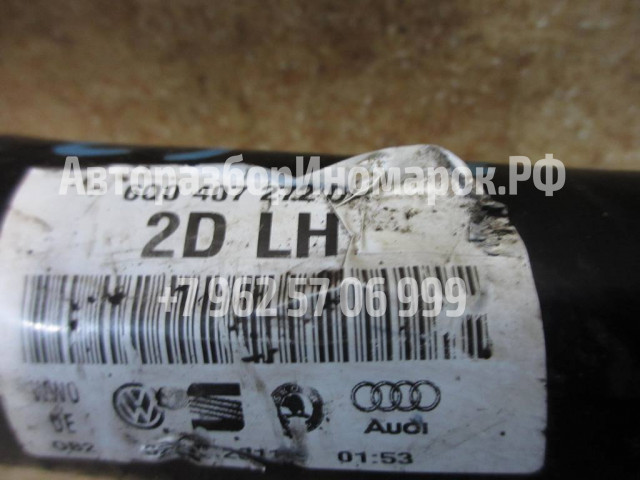 АвторазборИномарок.РФ
6Q0 407 272
2D LH
+7 962 57 06 999
Audi
01:53